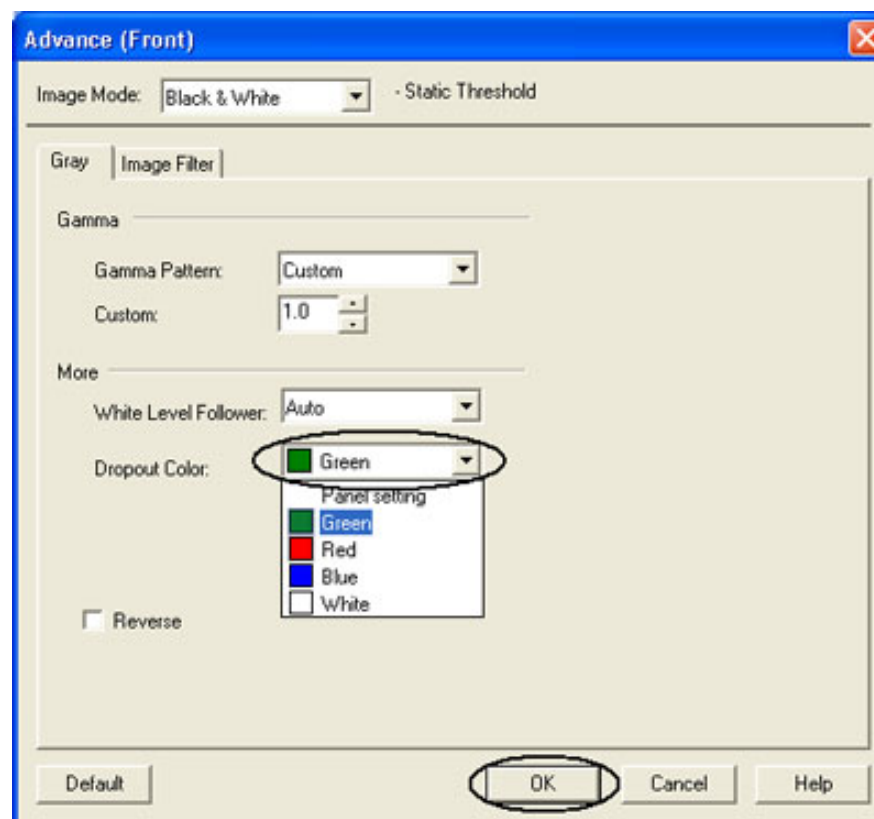 Advance (Front)
Image Mode: Black & White - Static Threshold
Gray Image Filter
Gamma
Gamma Pattern: Custom
Custom: 1.0
More
White Level Follower: Auto
Dropout Color: Green
Panel setting
Green
Red
Blue
White
Reverse
Default OK Cancel Help